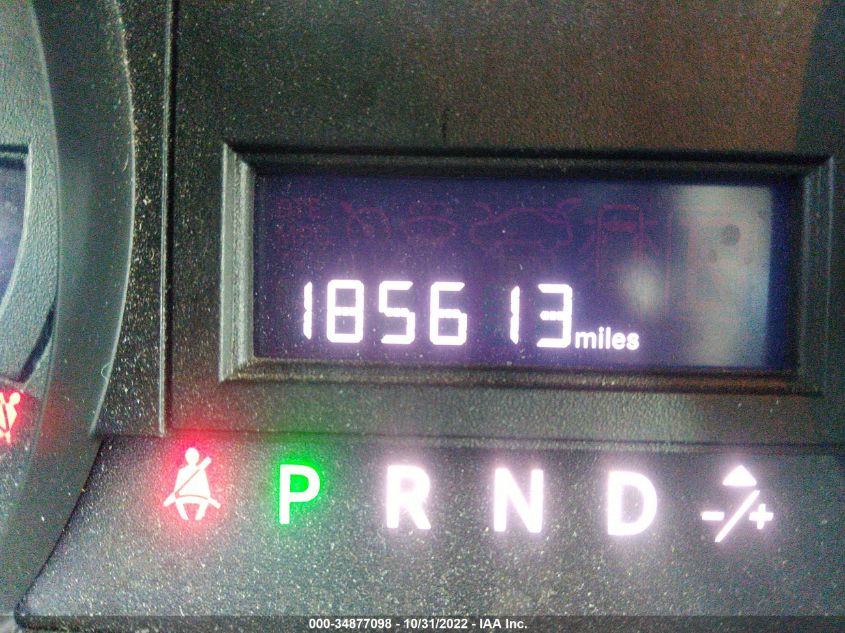 185613 miles
P R N D -/+
000-34877098 - 10/31/2022 - IAA Inc.